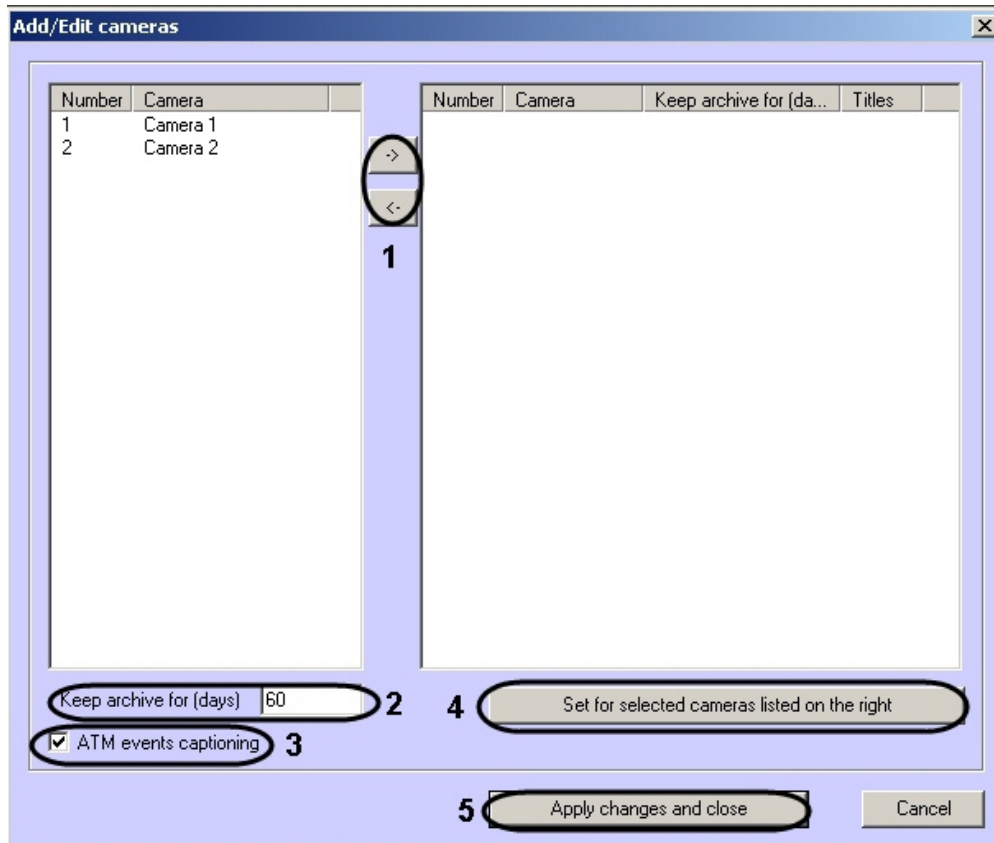 Add/Edit cameras
Number Camera
1 Camera 1
2 Camera 2
->
<-
1
Number Camera Keep archive for (da... Titles
Keep archive for (days) 60 2
ATM events captioning 3
4 Set for selected cameras listed on the right
5 Apply changes and close
Cancel